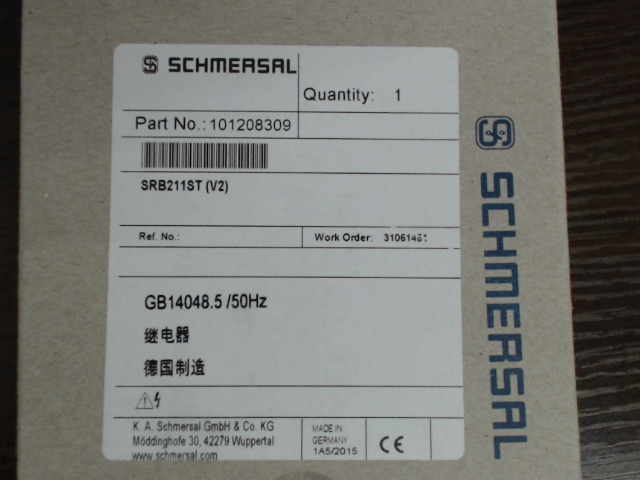 SCHMERSAL
Quantity: 1
Part No.: 101208309
SRB211ST (V2)
Ref. No.:
Work Order: 31061461
GB14048.5 /50Hz
继电器
德国制造
K. A. Schmersal GmbH & Co. KG
Möddinghofe 30, 42279 Wuppertal
www.schmersal.com
MADE IN
GERMANY
1A5/2015
CE
SCHMERSAL